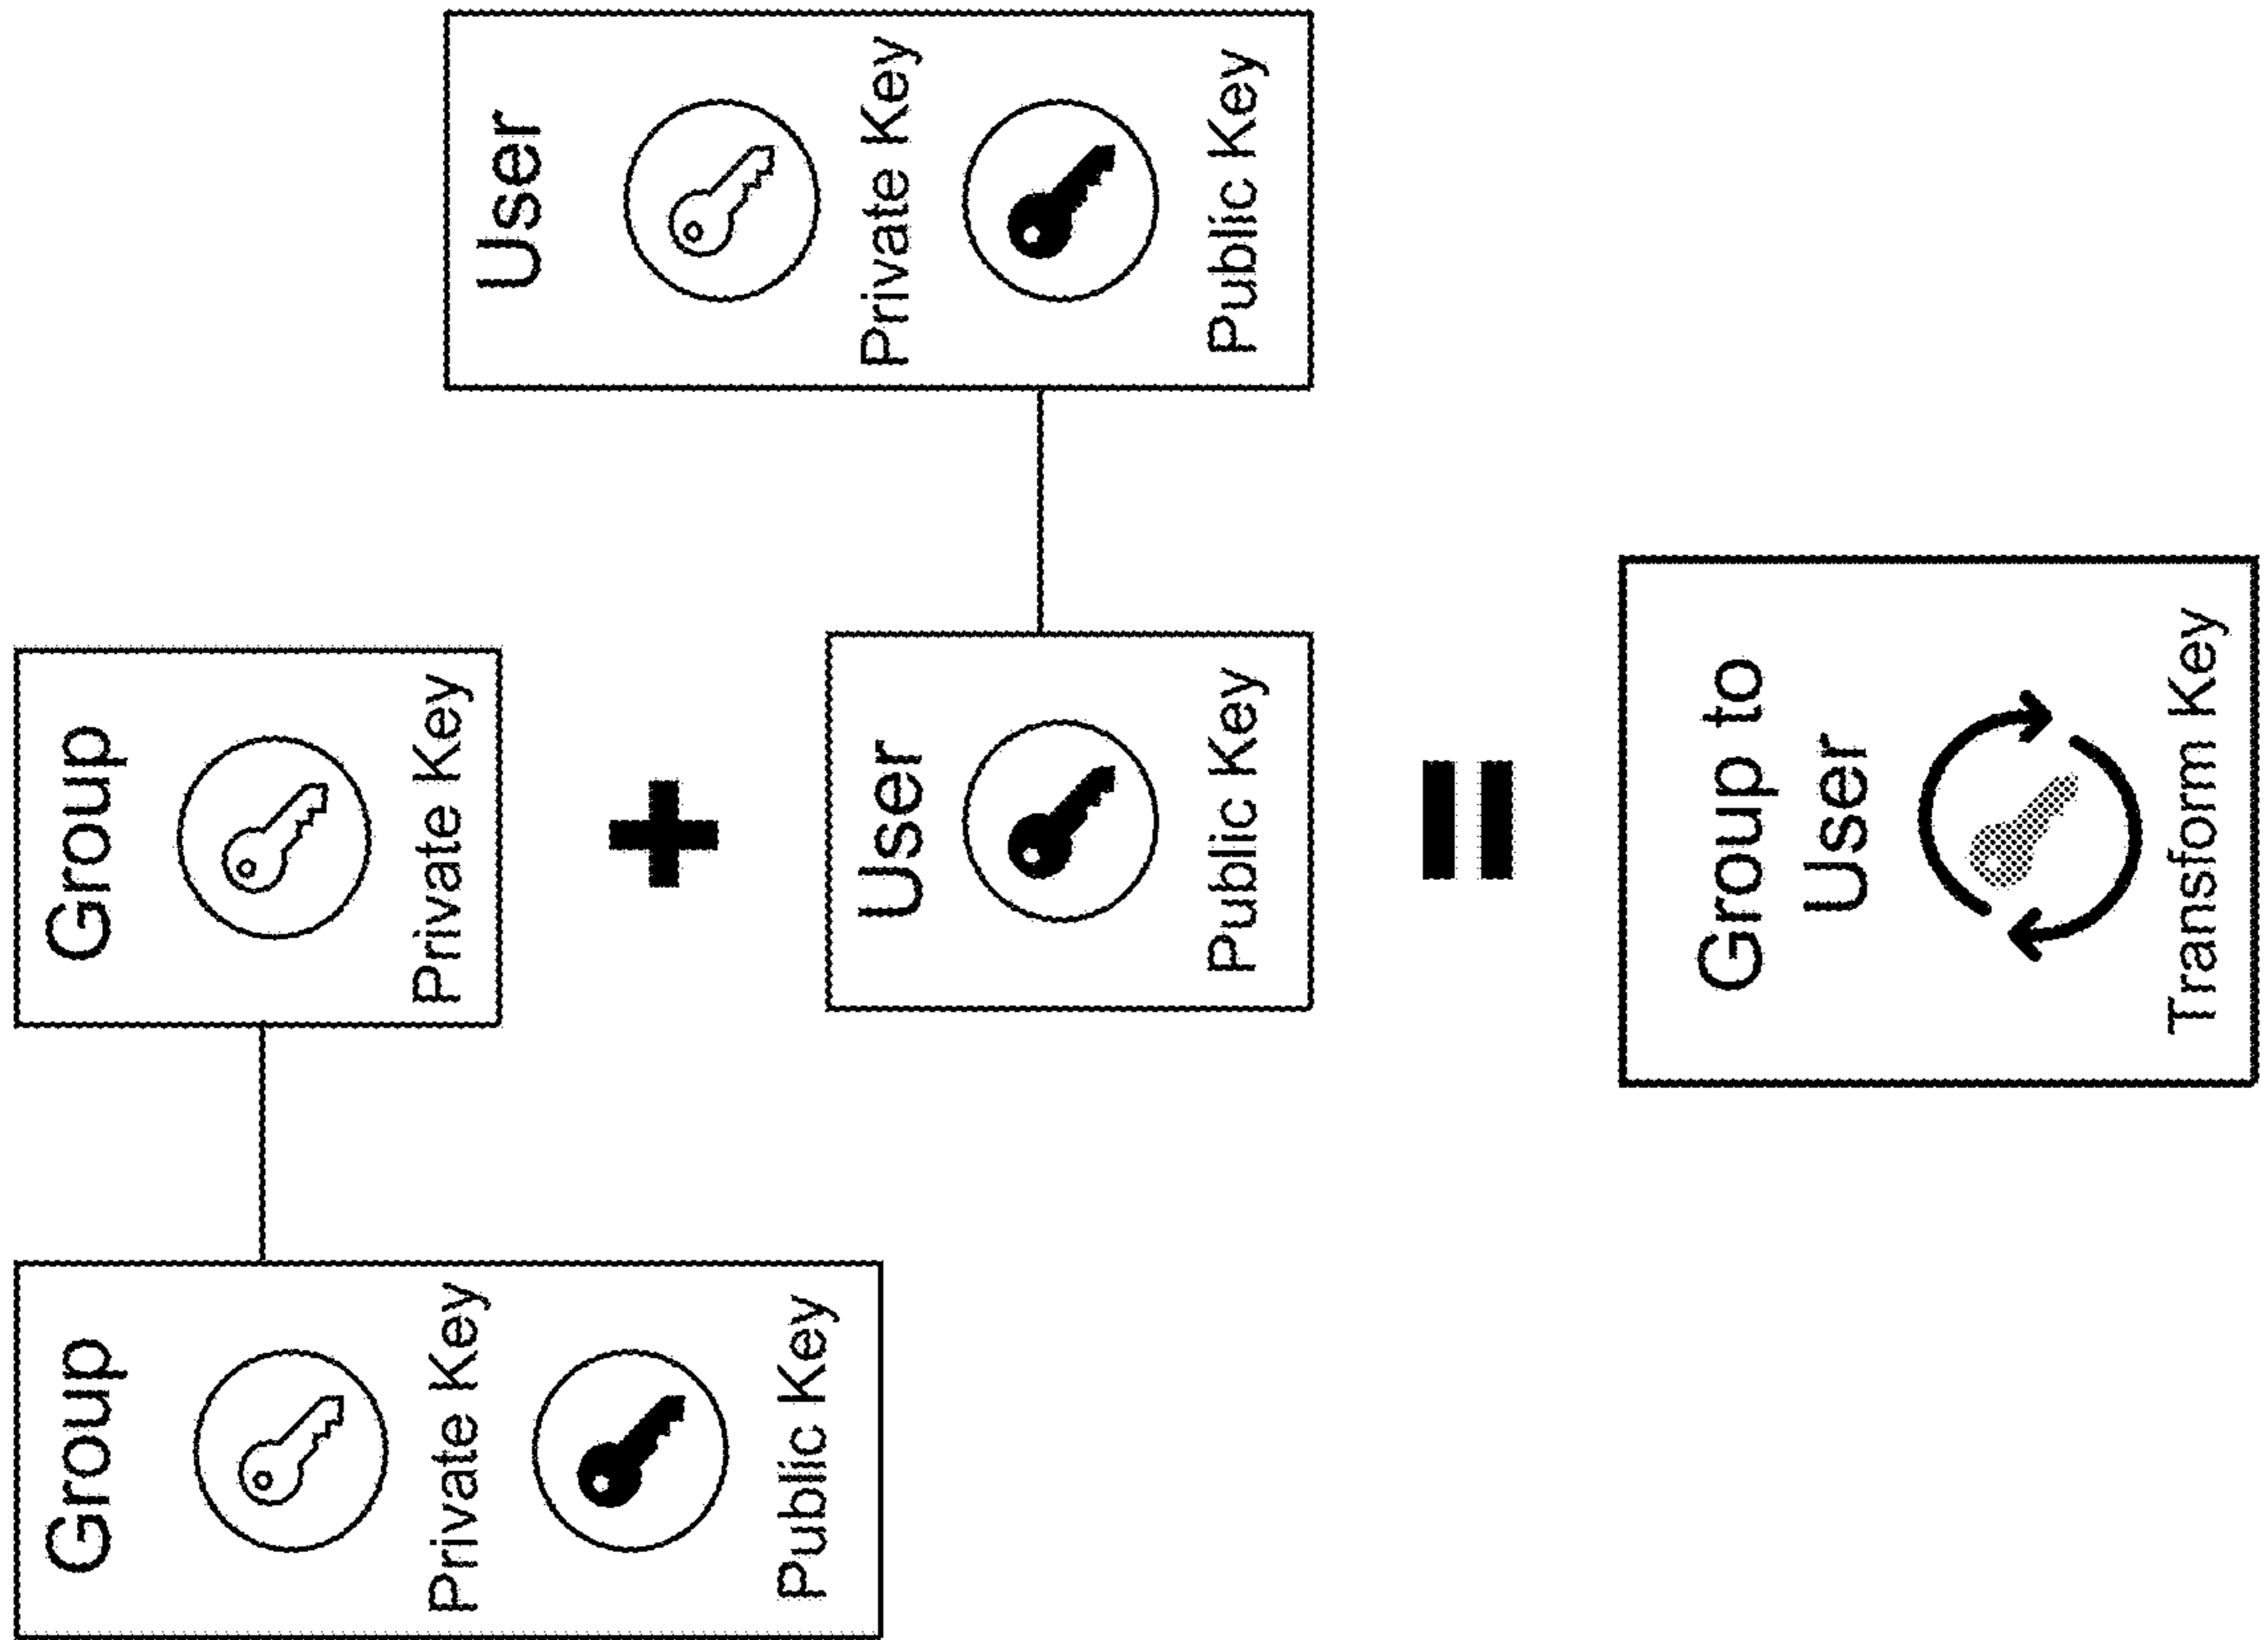 Group
Private Key
Public Key
Group
Private Key
+
User
Public Key
=
Group to
User
Transform Key
User
Private Key
Public Key